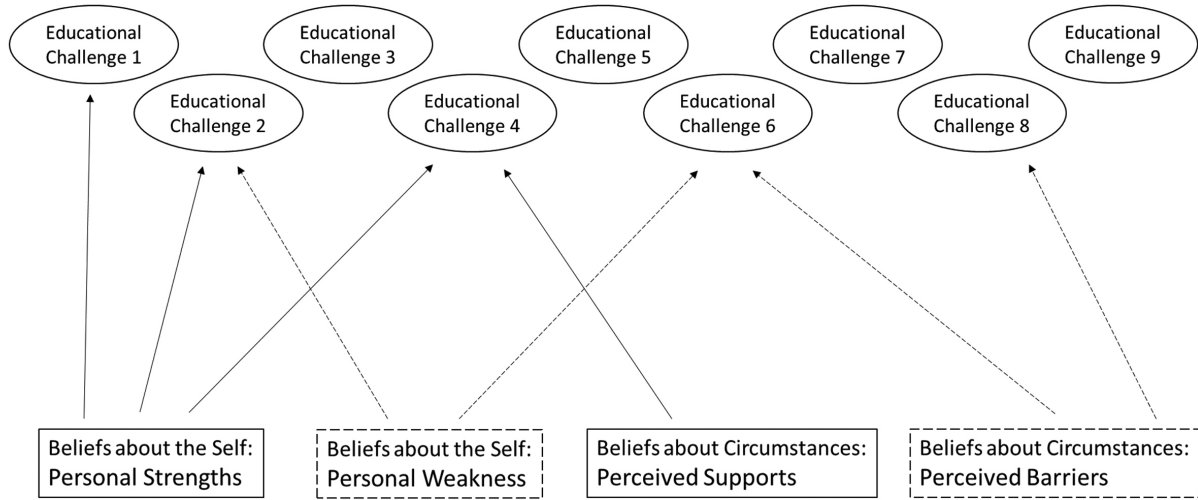 Educational
Challenge 1
Educational
Challenge 3
Educational
Challenge 5
Educational
Challenge 7
Educational
Challenge 9
Educational
Challenge 2
Educational
Challenge 4
Educational
Challenge 6
Educational
Challenge 8
Beliefs about the Self:
Personal Strengths
Beliefs about the Self:
Personal Weakness
Beliefs about Circumstances:
Perceived Supports
Beliefs about Circumstances:
Perceived Barriers